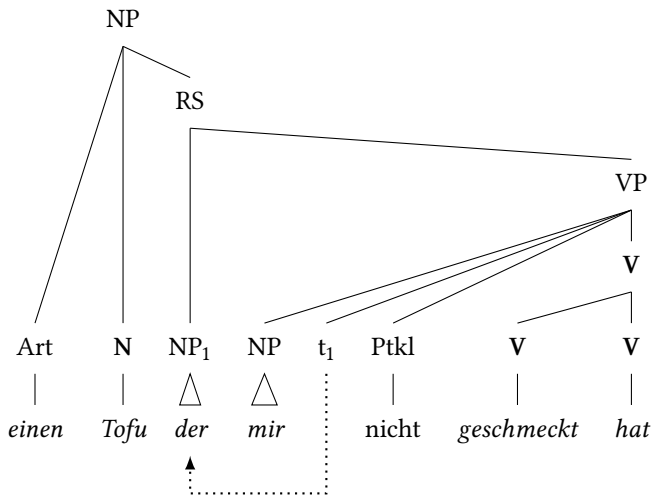 NP
RS
VP
V
Art N NP₁ NP t₁ Ptkl V V
einen Tofu der mir nicht geschmeckt hat